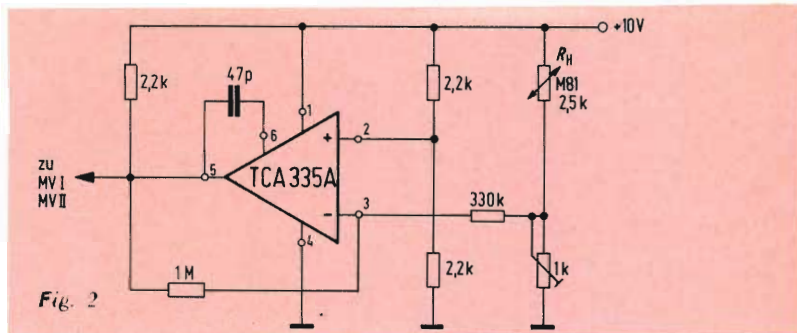 +10V
2,2k
47p
1
6
2,2k
R_H
M81
2,5k
zu
MV I
MV II
5
TCA 335A
+
2
-
3
330k
4
1M
2,2k
1k
Fig. 2